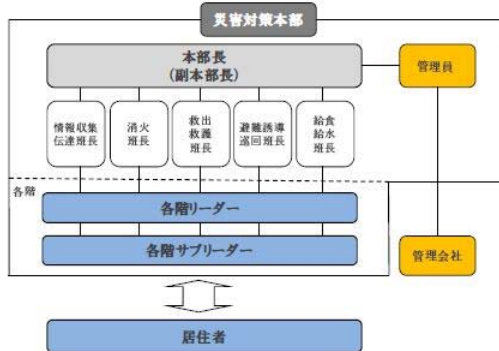 災害対策本部
本部長
(副本部長)
管理員
情報収集
伝達班長
消火
班長
救出
救護
班長
避難誘導
巡回班長
給食
給水
班長
各階
各階リーダー
各階サブリーダー
管理会社
居住者